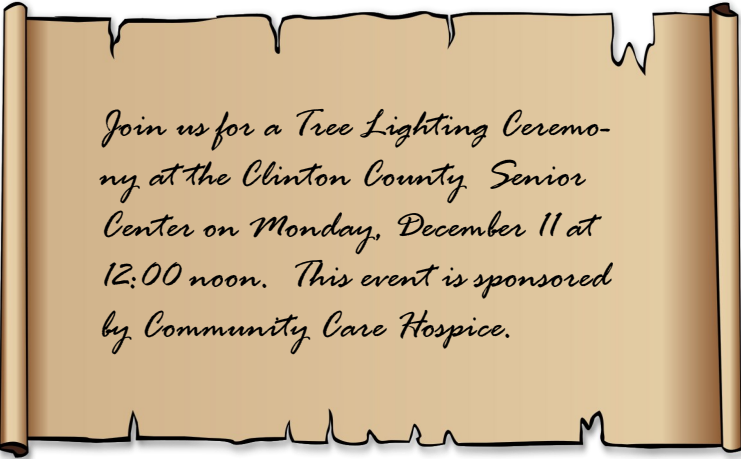 Join us for a Tree Lighting Ceremo-
ny at the Clinton County Senior
Center on Monday, December 11 at
12:00 noon. This event is sponsored
by Community Care Hospice.